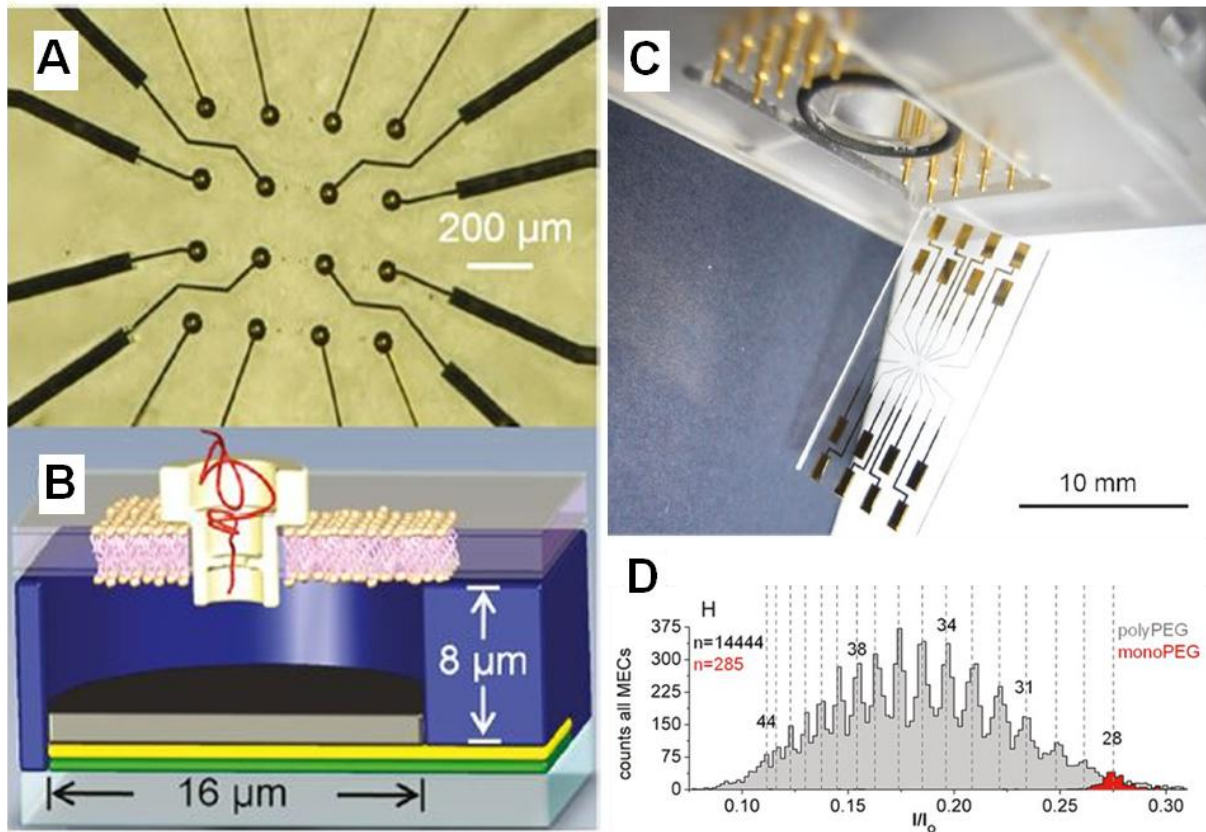 A
200 µm
B
8 µm
16 µm
C
10 mm
D
H
n=14444
n=285
polyPEG
monoPEG
counts all MECs
375
300
225
150
75
0
44
38
34
31
28
0.10
0.15
0.20
0.25
0.30
I/I₀